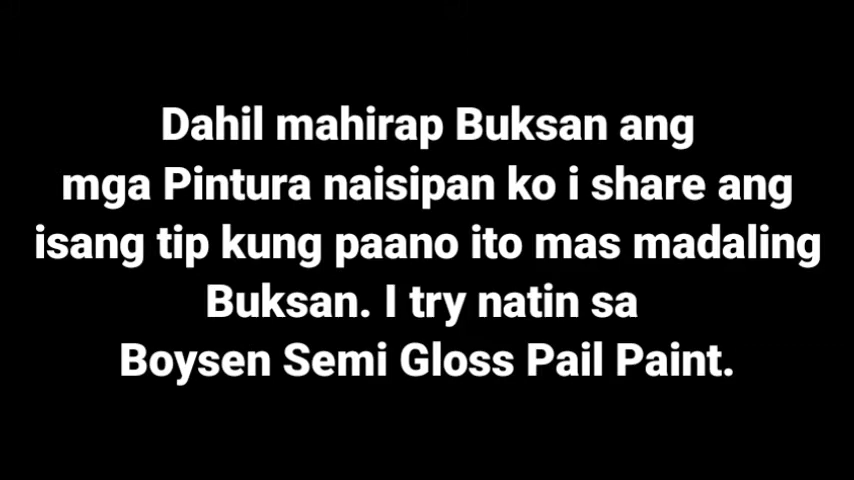 Dahil mahirap Buksan ang
mga Pintura naisipan ko i share ang
isang tip kung paano ito mas madaling
Buksan. I try natin sa
Boysen Semi Gloss Pail Paint.